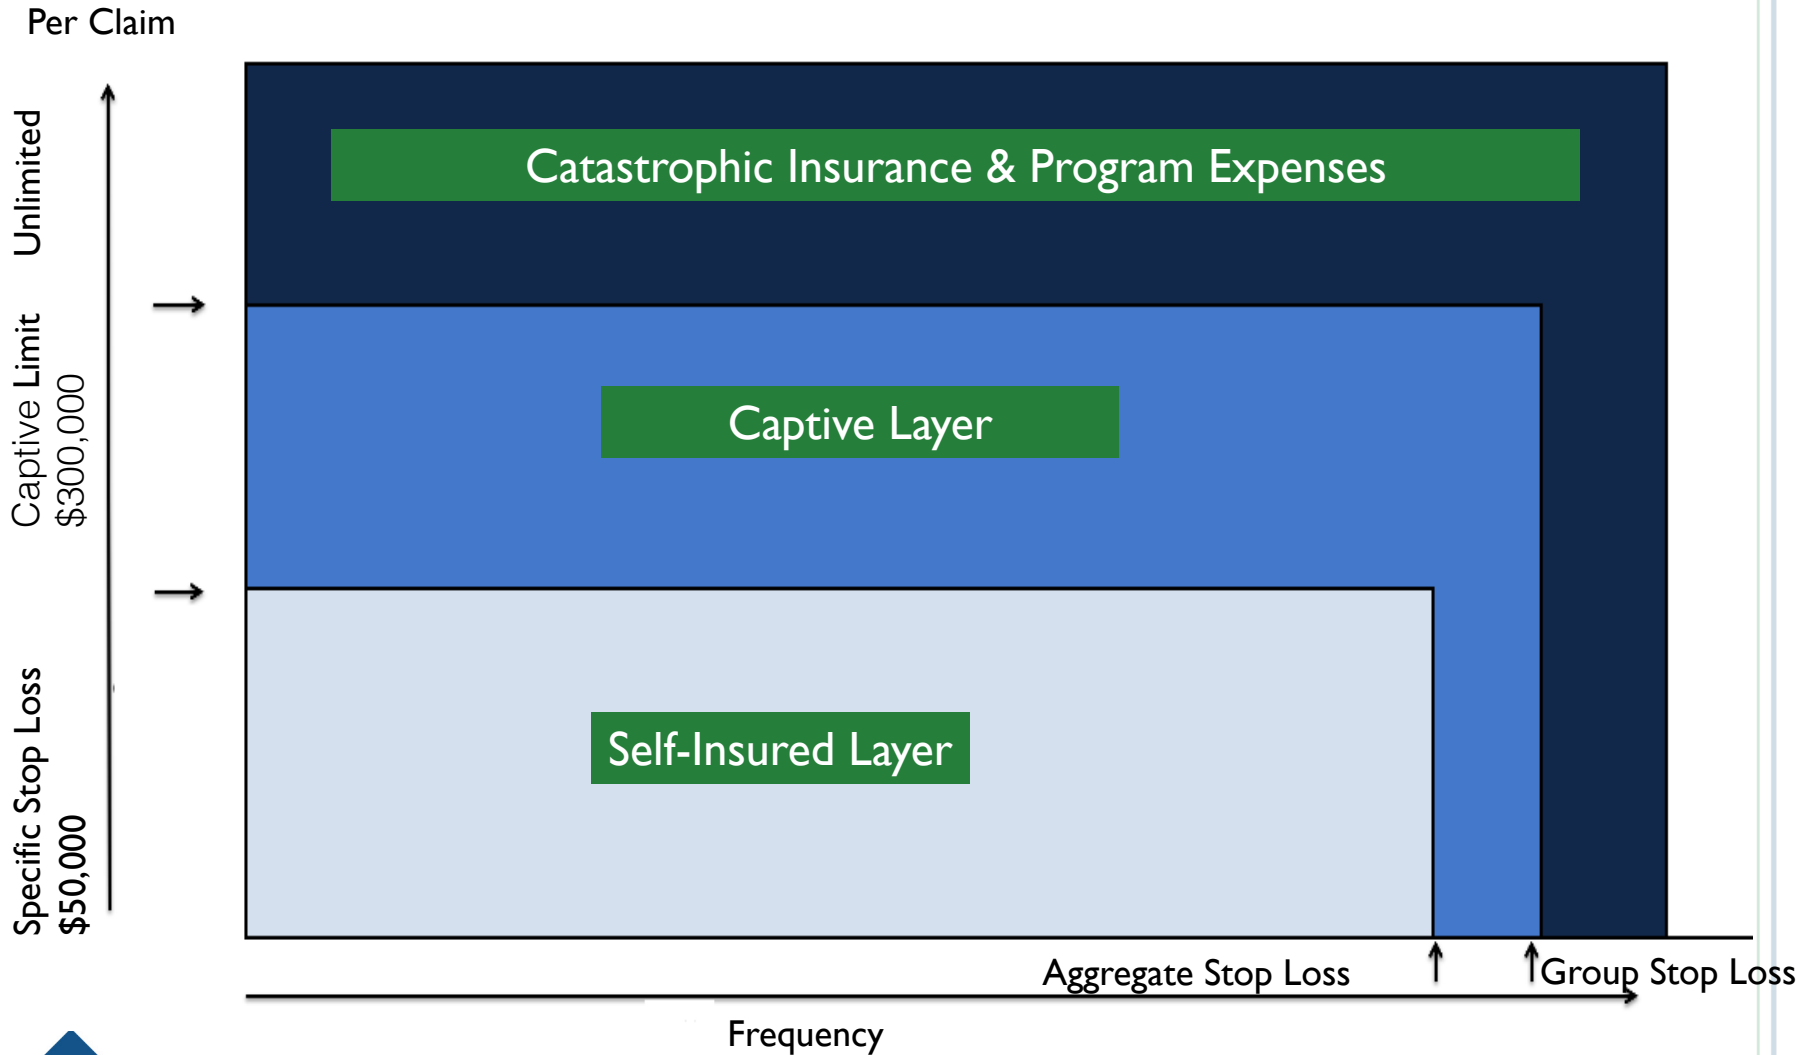 Per Claim
Unlimited
Captive Limit
$300,000
Specific Stop Loss
$50,000
Catastrophic Insurance & Program Expenses
Captive Layer
Self-Insured Layer
Aggregate Stop Loss
Group Stop Loss
Frequency